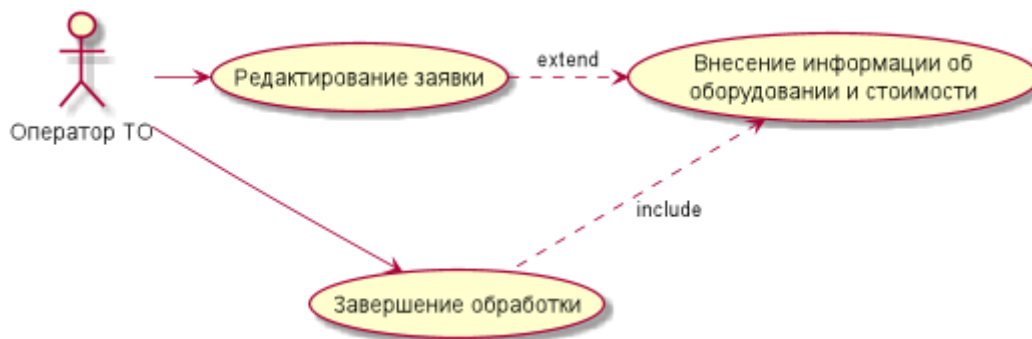 Оператор ТО
Редактирование заявки
extend
Внесение информации об
оборудовании и стоимости
include
Завершение обработки